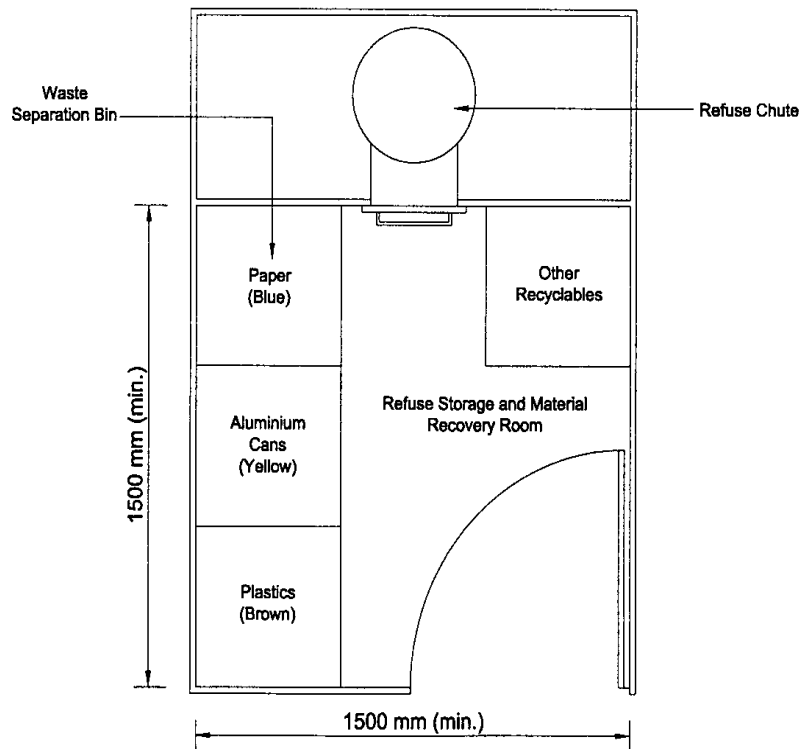 Waste
Separation Bin
Refuse Chute
Paper
(Blue)
Other
Recyclables
Aluminium
Cans
(Yellow)
Refuse Storage and Material
Recovery Room
1500 mm (min.)
Plastics
(Brown)
1500 mm (min.)